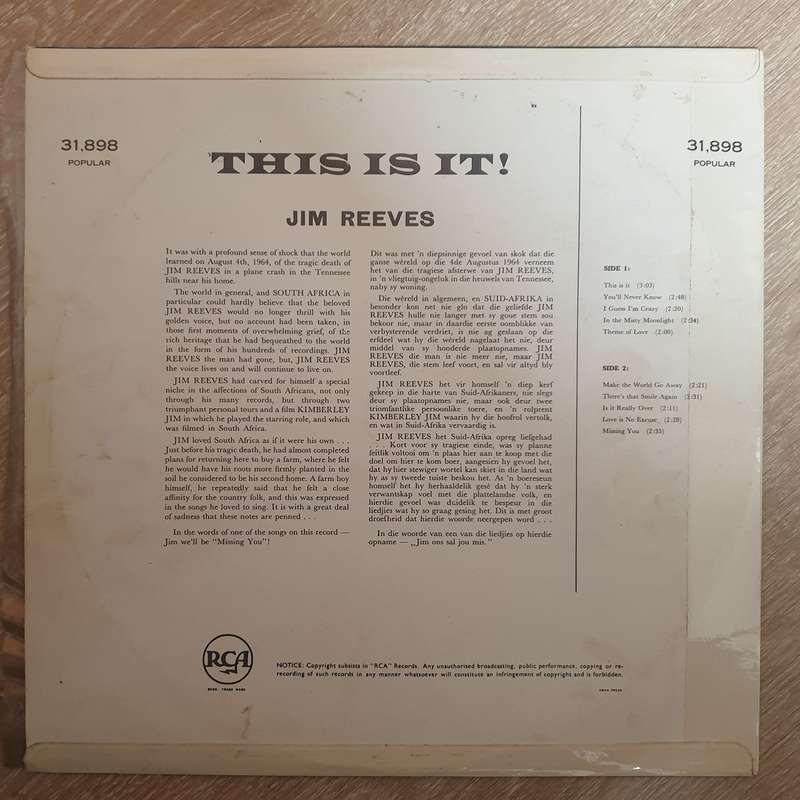 31,898
POPULAR
31,898
POPULAR
THIS IS IT!
JIM REEVES
It was with a profound sense of shock that the world
learned on August 4th, 1964, of the tragic death of
JIM REEVES in a plane crash in the Tennessee
hills near his home.
The world in general, and SOUTH AFRICA in
particular could hardly believe that the beloved
JIM REEVES would no longer thrill with his
golden voice, but no account had been taken, in
those first moments of overwhelming grief, of the
rich heritage that he had bequeathed to the world
in the form of his hundreds of recordings. JIM
REEVES the man had gone, but, JIM REEVES
the voice lives on and will continue to live on.
JIM REEVES had carved for himself a special
niche in the affections of South Africans, not only
through his many records, but through two
triumphant personal tours and a film KIMBERLEY
JIM in which he played the starring role, and which
was filmed in South Africa.
JIM loved South Africa as if it were his own . . .
Just before his tragic death, he had almost completed
plans for returning here to buy a farm, where he felt
he would have his roots more firmly planted in the
soil he considered to be his second home. A farm boy
himself, he repeatedly said that he felt a close
affinity for the country folk, and this was expressed
in the songs he loved to sing. It is with a great deal
of sadness that these notes are penned . . .
In the words of one of the songs on this record —
Jim we'll be "Missing You"!
Dit was met 'n diepsinnige gevoel van skok dat die
ganse wêreld op die 4de Augustus 1964 verneem
het van die tragiese afsterwe van JIM REEVES,
in 'n vliegtuig-ongeluk in die heuwels van Tennessee,
naby sy woning.
Die wêreld in algemeen, en SUID-AFRIKA in
besonder kon net nie glo dat die geliefde JIM
REEVES hulle nie langer met sy goue stem sou
bekoor nie, maar in daardie eerste oomblikke van
verbysterende verdriet, is nie ag geslaan op die
erfdeel wat hy die wêreld nagelaat het nie, deur
middel van sy honderde plaatopnames. JIM
REEVES die man is nie meer nie, maar JIM
REEVES, die stem leef voort, en sal vir altyd bly
voortleef.
JIM REEVES het vir homself 'n diep kerf
gekerp in die harte van Suid-Afrikaners, nie slegs
deur sy plaatopnames nie, maar ook deur twee
triomfantlike persoonlike toere, en 'n rolprent
KIMBERLEY JIM waarin hy die hoofrol vertolk,
en wat in Suid-Afrika vervaardig is.
JIM REEVES het Suid-Afrika opreg liefgehad
. . . Kort voor sy tragiese einde, was sy planne
feitlik voltooi om 'n plaas hier aan te koop met die
doel om hier te kom boer, aangesien hy gevoel het,
dat hy hier stewiger wortel kan skiet in die land wat
hy as sy tweede tuiste beskou het. As 'n boereseun
homself het hy herhaaldelik gesê dat hy 'n sterk
verwantskap voel met die plattelandse volk, en
hierdie gevoel was duidelik te bespeur in die
liedjies wat hy so graag gesing het. Dit is met groot
droefheid dat hierdie woorde neergepen word . . .
In die woorde van een van die liedjies op hierdie
opname — „Jim ons sal jou mis."
SIDE 1:
This is it (3:03)
You'll Never Know (2:48)
I Guess I'm Crazy (2:20)
In the Misty Moonlight (2:34)
Theme of Love (2:00)
SIDE 2:
Make the World Go Away (2:21)
There's that Smile Again (2:31)
Is it Really Over (2:11)
Love is No Excuse (2:28)
Missing You (2:35)
RCA
REGD. TRADE MARK
NOTICE: Copyright subsists in "RCA" Records. Any unauthorised broadcasting, public performance, copying or re-
recording of such records in any manner whatsoever will constitute an infringement of copyright and is forbidden.